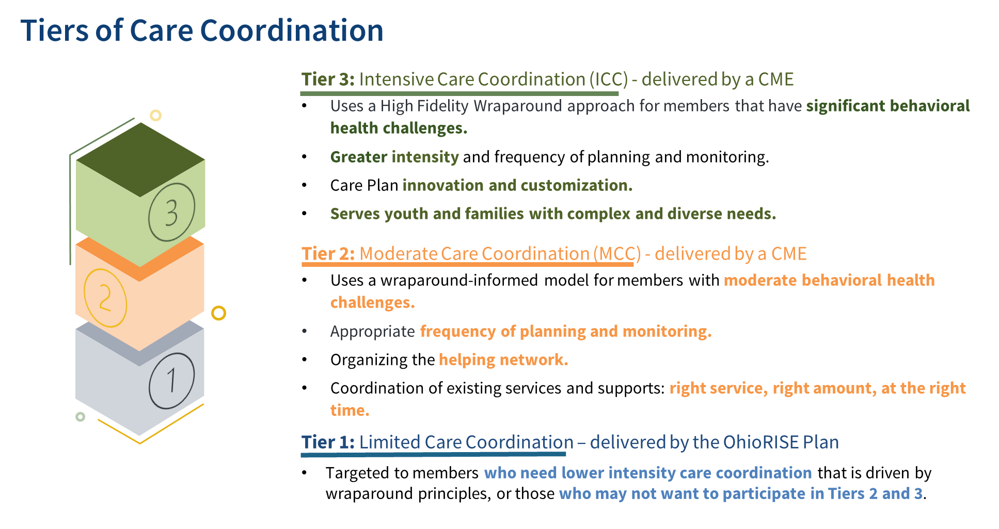 Tiers of Care Coordination
Tier 3: Intensive Care Coordination (ICC) - delivered by a CME
• Uses a High Fidelity Wraparound approach for members that have significant behavioral
health challenges.
• Greater intensity and frequency of planning and monitoring.
• Care Plan innovation and customization.
• Serves youth and families with complex and diverse needs.
3
Tier 2: Moderate Care Coordination (MCC) - delivered by a CME
• Uses a wraparound-informed model for members with moderate behavioral health
challenges.
• Appropriate frequency of planning and monitoring.
• Organizing the helping network.
• Coordination of existing services and supports: right service, right amount, at the right
time.
2
Tier 1: Limited Care Coordination – delivered by the OhioRISE Plan
• Targeted to members who need lower intensity care coordination that is driven by
wraparound principles, or those who may not want to participate in Tiers 2 and 3.
1